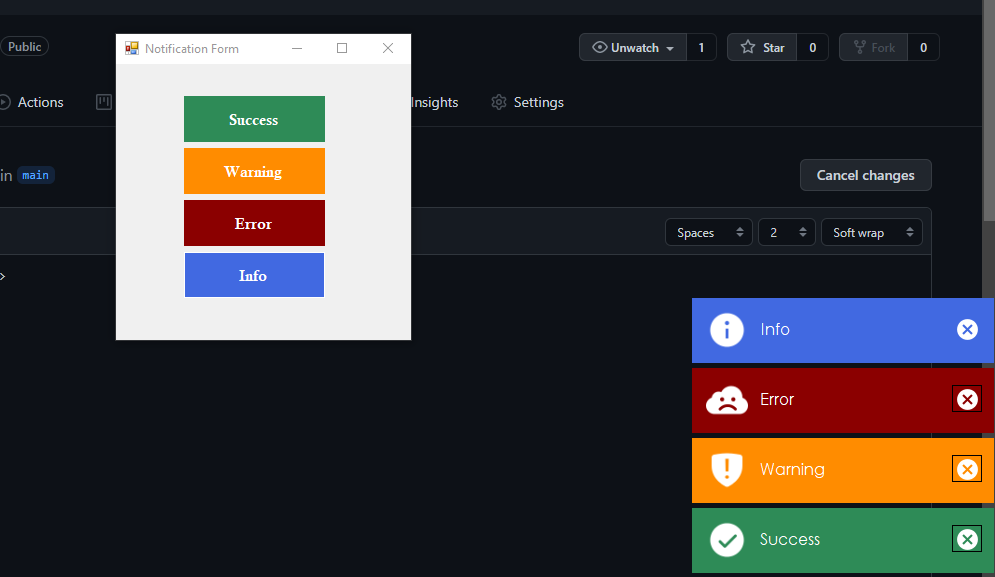 Public
Notification Form
Unwatch
1
Star
0
Fork
0
Actions
Insights
Settings
Success
Warning
Error
Info
in main
Cancel changes
Spaces
2
Soft wrap
>
Info
Error
Warning
Success